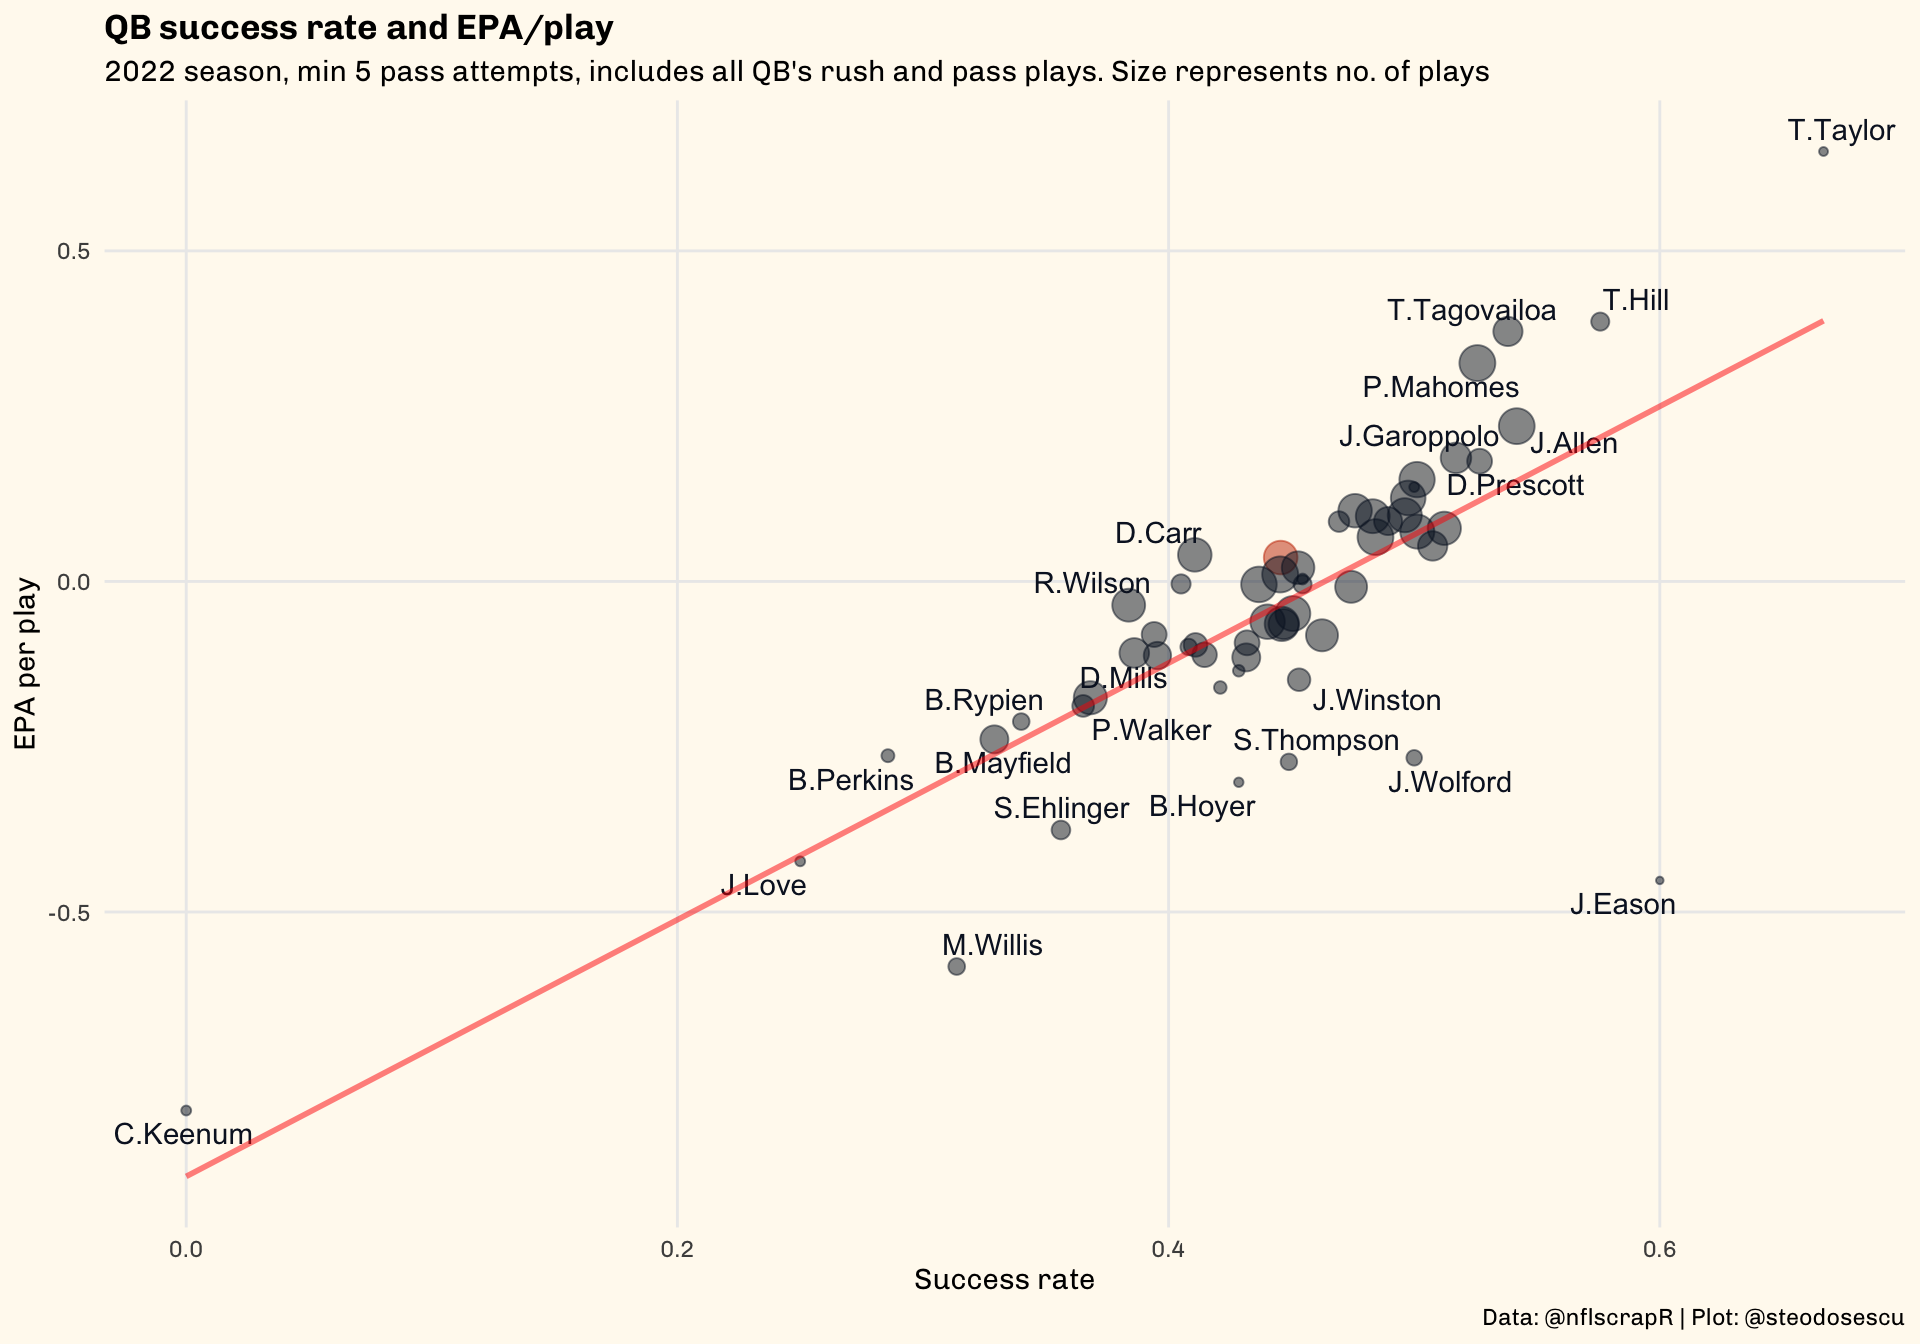 QB success rate and EPA/play
2022 season, min 5 pass attempts, includes all QB's rush and pass plays. Size represents no. of plays
T.Taylor
0.5
T.Hill
T.Tagovailoa
P.Mahomes
J.Garoppolo
J.Allen
D.Prescott
D.Carr
0.0
R.Wilson
EPA per play
D.Mills
B.Rypien
J.Winston
P.Walker
S.Thompson
B.Mayfield
B.Perkins
J.Wolford
S.Ehlinger
B.Hoyer
J.Love
J.Eason
-0.5
M.Willis
C.Keenum
0.0
0.2
0.4
0.6
Success rate
Data: @nflscrapR | Plot: @steodosescu